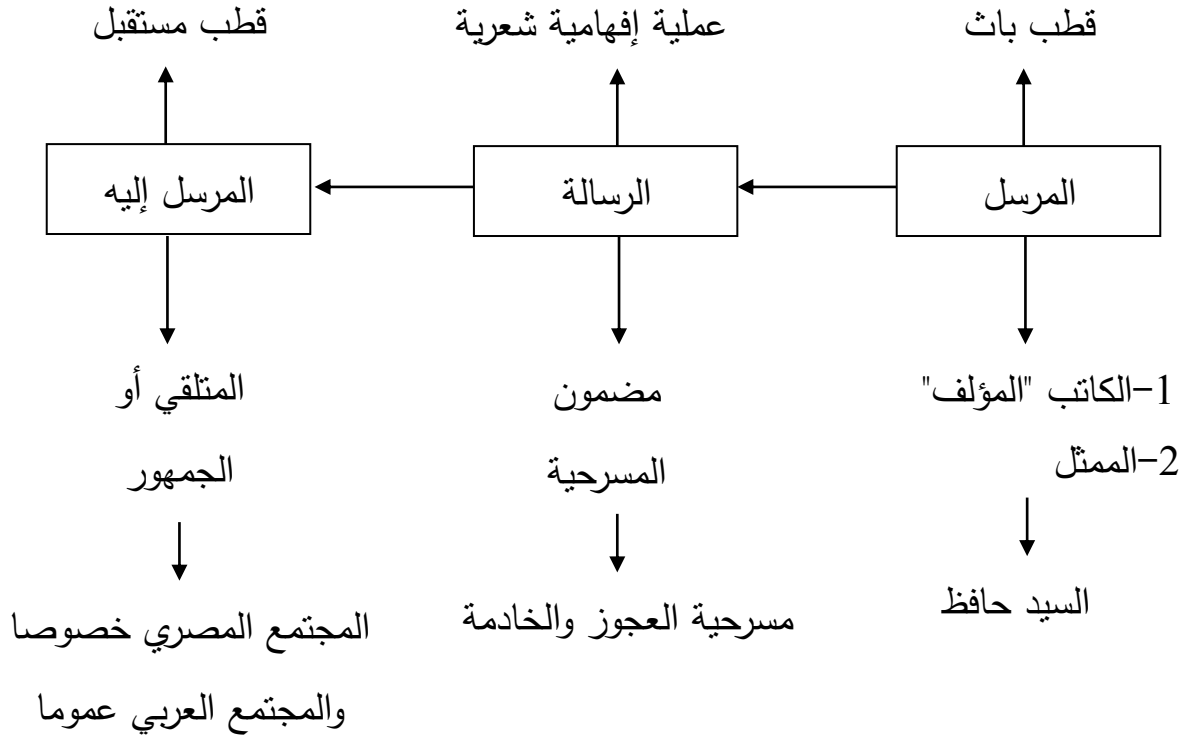 قطب باث
عملية إفهامية شعرية
قطب مستقبل
المرسل
الرسالة
المرسل إليه
1-الكاتب "المؤلف"
2-الممثل
مضمون
المسرحية
المتلقي أو
الجمهور
السيد حافظ
مسرحية العجوز والخادمة
المجتمع المصري خصوصا
والمجتمع العربي عموما